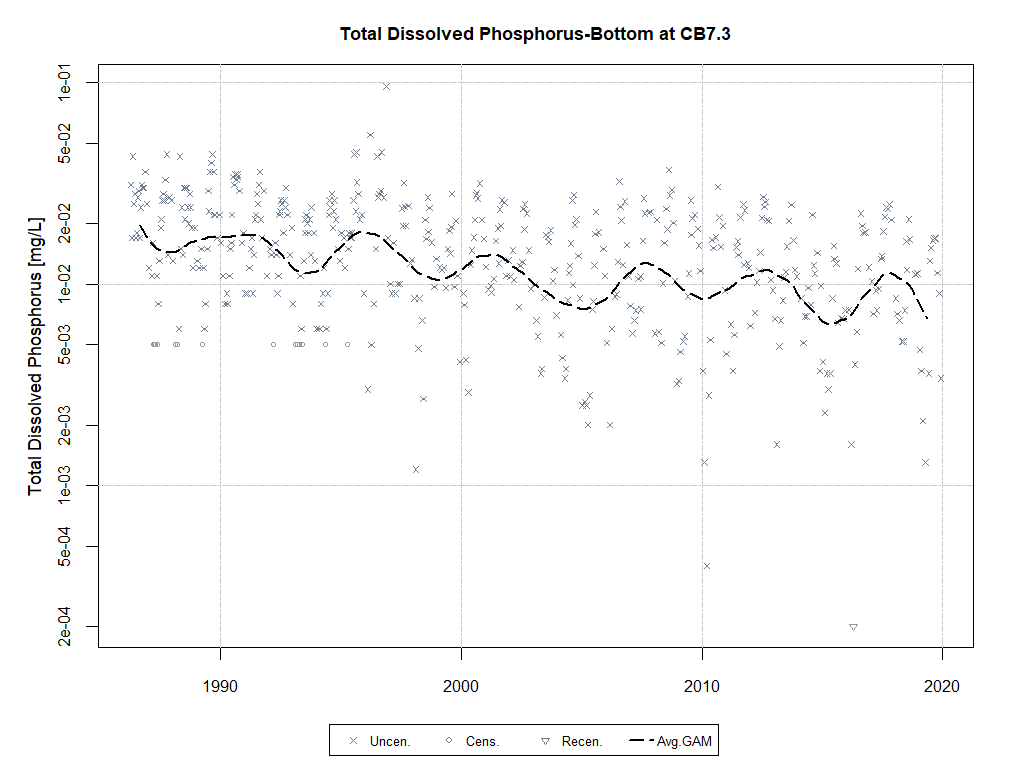 Total Dissolved Phosphorus-Bottom at CB7.3
Total Dissolved Phosphorus [mg/L]
1e-01
5e-02
2e-02
1e-02
5e-03
2e-03
1e-03
5e-04
2e-04
1990 2000 2010 2020
Uncen. Cens. Recen. Avg.GAM